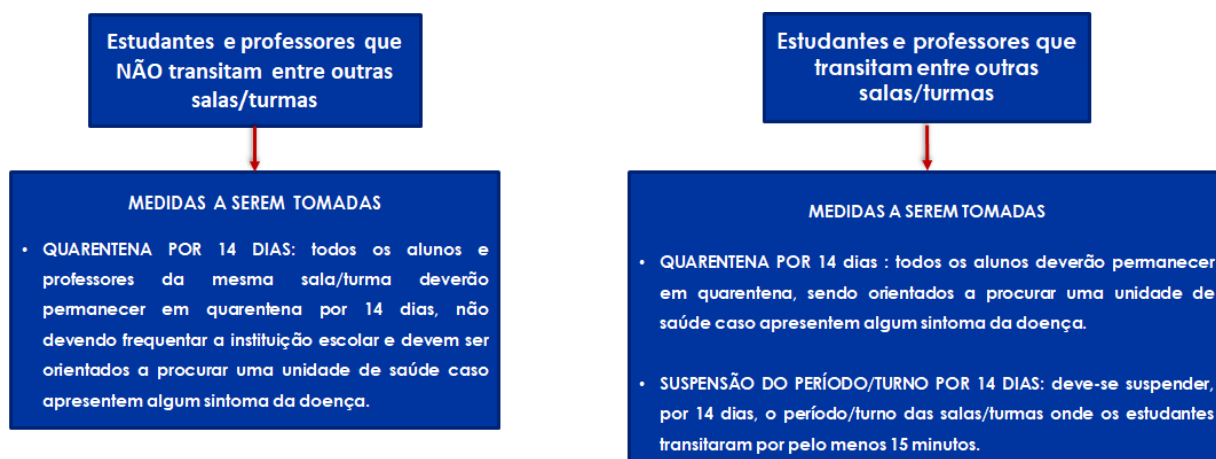 Estudantes e professores que
NÃO transitam entre outras
salas/turmas
MEDIDAS A SEREM TOMADAS
• QUARENTENA POR 14 DIAS: todos os alunos e
professores da mesma sala/turma deverão
permanecer em quarentena por 14 dias, não
devendo frequentar a instituição escolar e devem ser
orientados a procurar uma unidade de saúde caso
apresentem algum sintoma da doença.
Estudantes e professores que
transitam entre outras
salas/turmas
MEDIDAS A SEREM TOMADAS
• QUARENTENA POR 14 dias : todos os alunos deverão permanecer
em quarentena, sendo orientados a procurar uma unidade de
saúde caso apresentem algum sintoma da doença.
• SUSPENSÃO DO PERÍODO/TURNO POR 14 DIAS: deve-se suspender,
por 14 dias, o período/turno das salas/turmas onde os estudantes
transitaram por pelo menos 15 minutos.